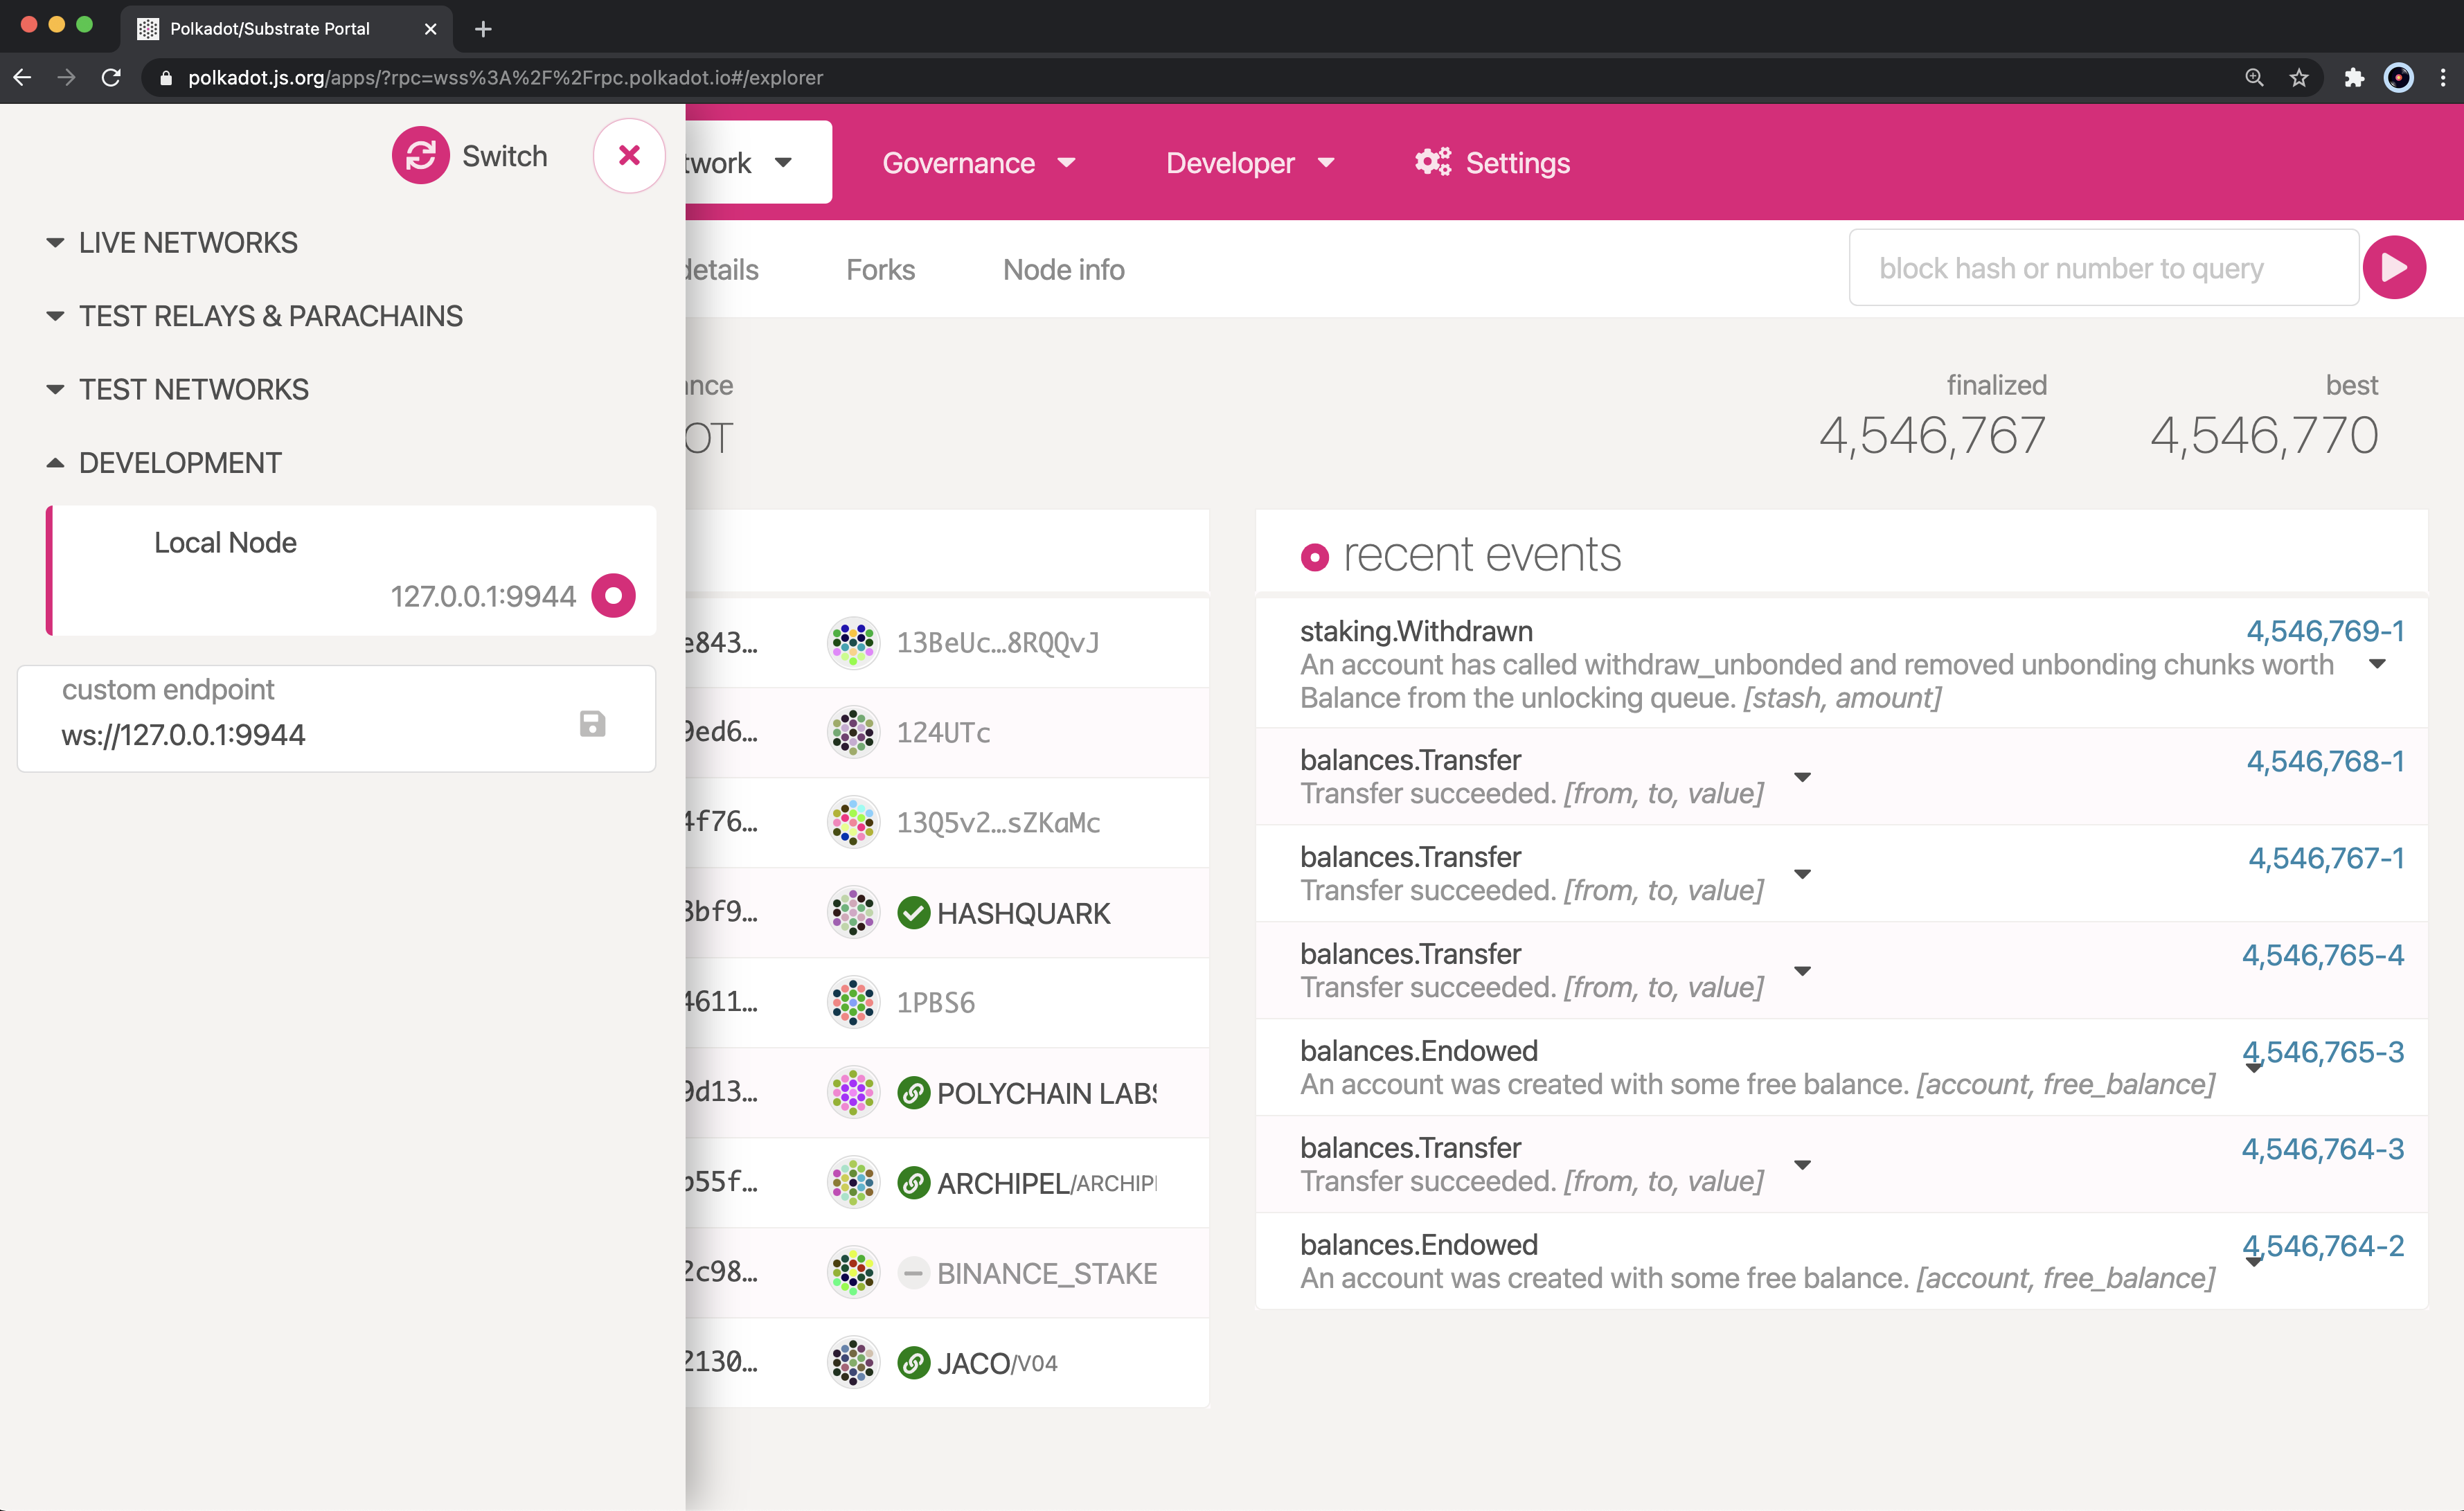 Polkadot/Substrate Portal
polkadot.js.org/apps/?rpc=wss%3A%2F%2Frpc.polkadot.io#/explorer
Switch
LIVE NETWORKS
TEST RELAYS & PARACHAINS
TEST NETWORKS
DEVELOPMENT
Local Node
127.0.0.1:9944
custom endpoint
ws://127.0.0.1:9944
twork
Governance
Developer
Settings
details
Forks
Node info
block hash or number to query
ance
OT
finalized
4,546,767
best
4,546,770
e843...
13BeUc...8RQQvJ
9ed6...
124UTc
4f76...
13Q5v2...sZKaMc
3bf9...
HASHQUARK
4611...
1PBS6
9d13...
POLYCHAIN LABS
b55f...
ARCHIPEL/ARCHIPE
2c98...
BINANCE_STAKE
2130...
JACO/V04
recent events
staking.Withdrawn
4,546,769-1
An account has called withdraw_unbonded and removed unbonding chunks worth
Balance from the unlocking queue. [stash, amount]
balances.Transfer
4,546,768-1
Transfer succeeded. [from, to, value]
balances.Transfer
4,546,767-1
Transfer succeeded. [from, to, value]
balances.Transfer
4,546,765-4
Transfer succeeded. [from, to, value]
balances.Endowed
4,546,765-3
An account was created with some free balance. [account, free_balance]
balances.Transfer
4,546,764-3
Transfer succeeded. [from, to, value]
balances.Endowed
4,546,764-2
An account was created with some free balance. [account, free_balance]